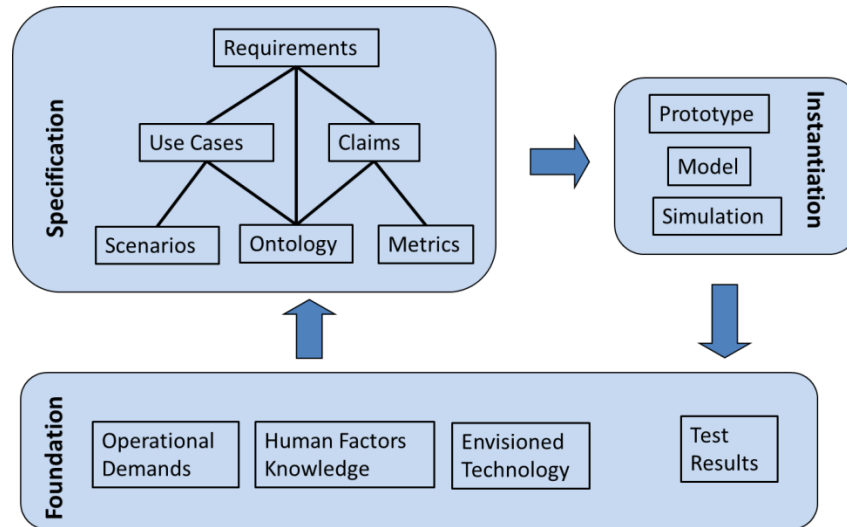 Specification
Requirements
Use Cases
Claims
Scenarios
Ontology
Metrics
Instantiation
Prototype
Model
Simulation
Foundation
Operational
Demands
Human Factors
Knowledge
Envisioned
Technology
Test
Results